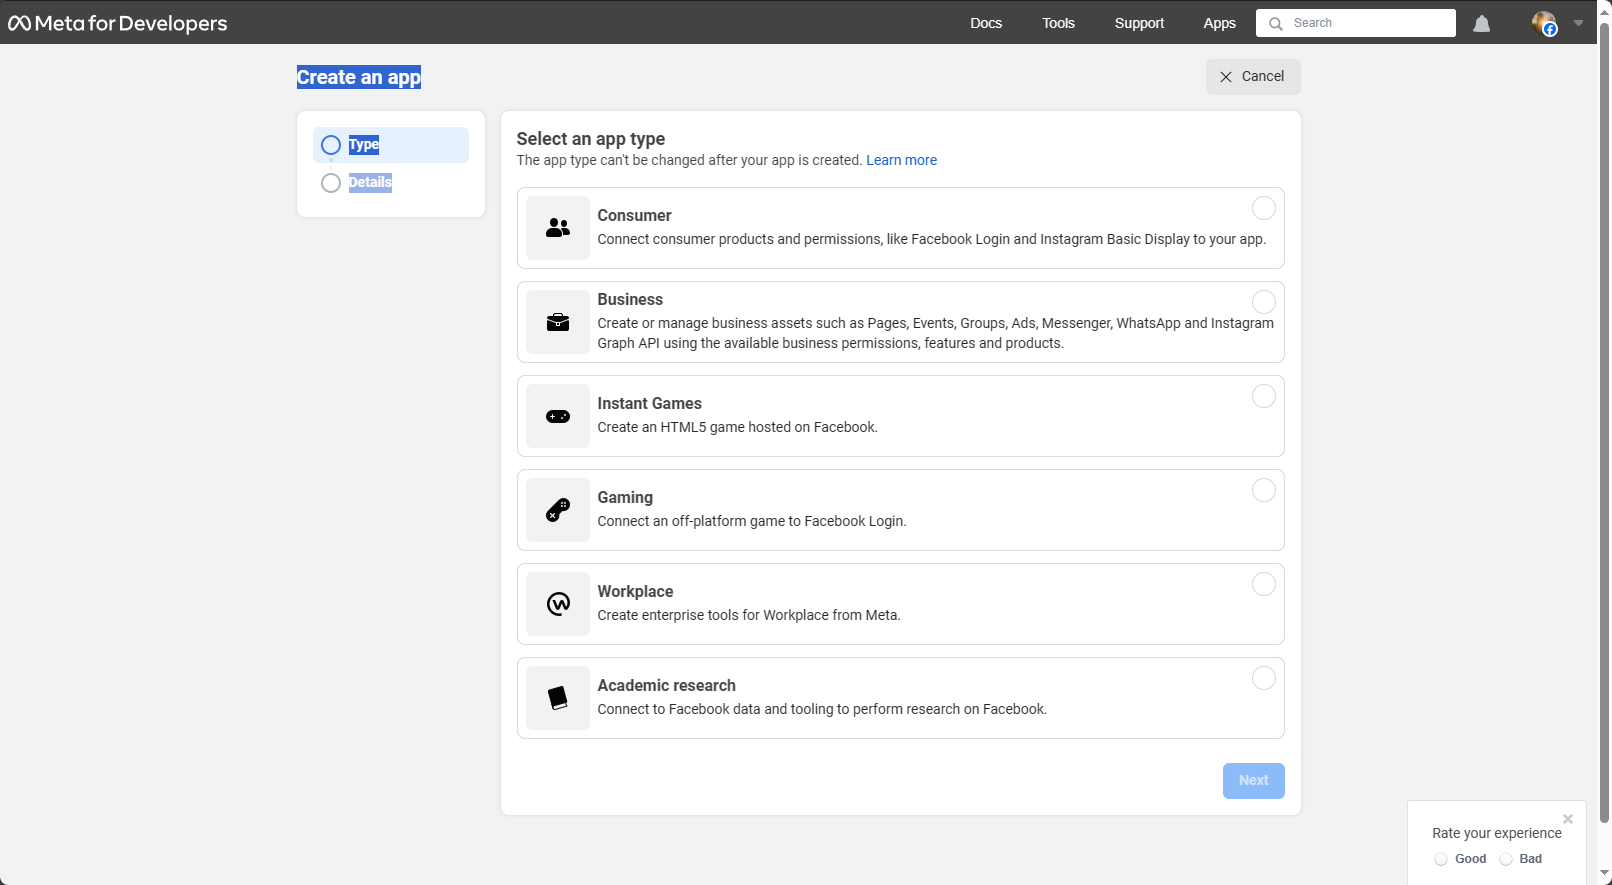 Meta for Developers
Docs
Tools
Support
Apps
Search
Create an app
Cancel
Type
Details
Select an app type
The app type can't be changed after your app is created. Learn more
Consumer
Connect consumer products and permissions, like Facebook Login and Instagram Basic Display to your app.
Business
Create or manage business assets such as Pages, Events, Groups, Ads, Messenger, WhatsApp and Instagram
Graph API using the available business permissions, features and products.
Instant Games
Create an HTML5 game hosted on Facebook.
Gaming
Connect an off-platform game to Facebook Login.
Workplace
Create enterprise tools for Workplace from Meta.
Academic research
Connect to Facebook data and tooling to perform research on Facebook.
Next
Rate your experience
Good
Bad